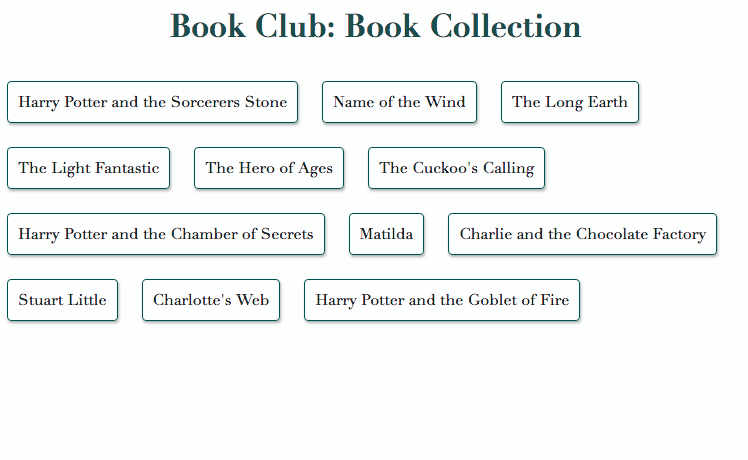 Book Club: Book Collection
Harry Potter and the Sorcerers Stone
Name of the Wind
The Long Earth
The Light Fantastic
The Hero of Ages
The Cuckoo's Calling
Harry Potter and the Chamber of Secrets
Matilda
Charlie and the Chocolate Factory
Stuart Little
Charlotte's Web
Harry Potter and the Goblet of Fire